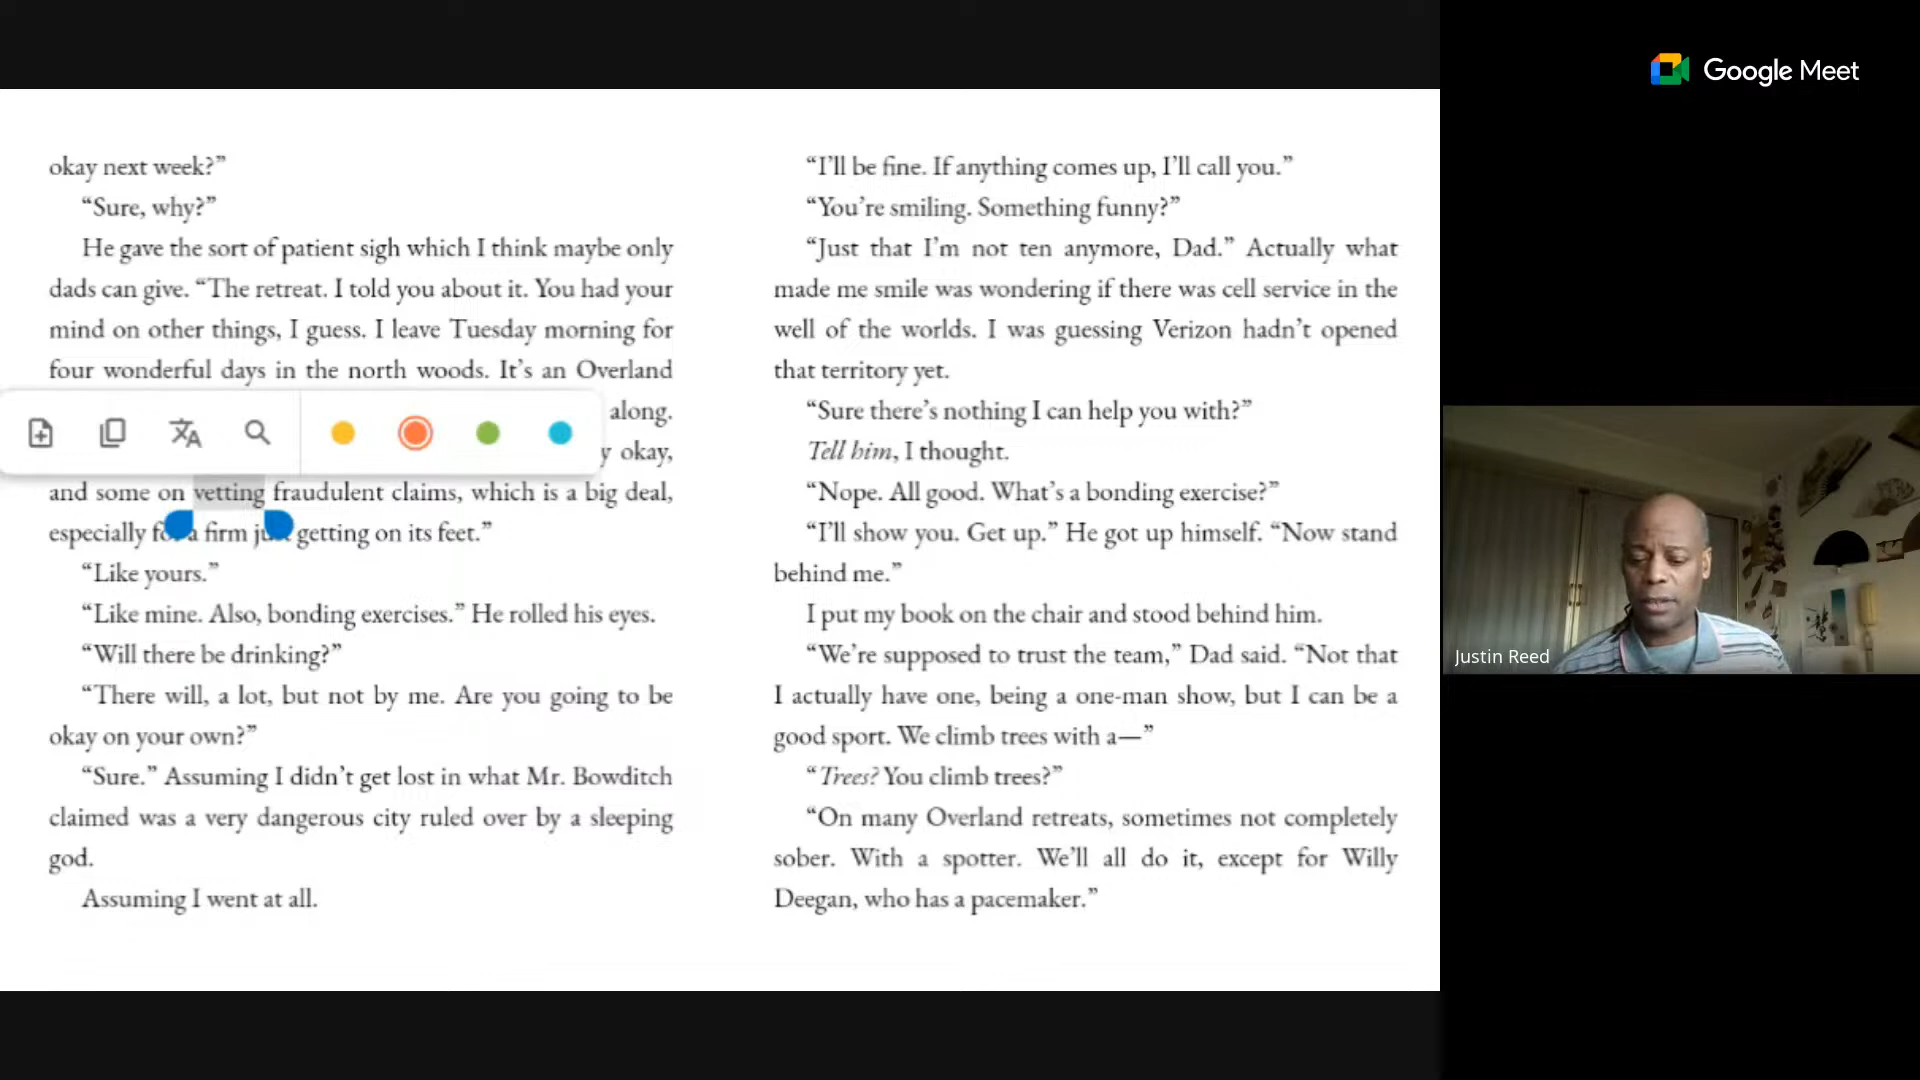 okay next week?”
“Sure, why?”
He gave the sort of patient sigh which I think maybe only
dads can give. “The retreat. I told you about it. You had your
mind on other things, I guess. I leave Tuesday morning for
four wonderful days in the north woods. It’s an Overland
along.
y okay,
and some on vetting fraudulent claims, which is a big deal,
especially for a firm just getting on its feet.”
“Like yours.”
“Like mine. Also, bonding exercises.” He rolled his eyes.
“Will there be drinking?”
“There will, a lot, but not by me. Are you going to be
okay on your own?”
“Sure.” Assuming I didn’t get lost in what Mr. Bowditch
claimed was a very dangerous city ruled over by a sleeping
god.
Assuming I went at all.
“I’ll be fine. If anything comes up, I’ll call you.”
“You’re smiling. Something funny?”
“Just that I’m not ten anymore, Dad.” Actually what
made me smile was wondering if there was cell service in the
well of the worlds. I was guessing Verizon hadn’t opened
that territory yet.
“Sure there’s nothing I can help you with?”
Tell him, I thought.
“Nope. All good. What’s a bonding exercise?”
“I’ll show you. Get up.” He got up himself. “Now stand
behind me.”
I put my book on the chair and stood behind him.
“We’re supposed to trust the team,” Dad said. “Not that
I actually have one, being a one-man show, but I can be a
good sport. We climb trees with a—”
“Trees? You climb trees?”
“On many Overland retreats, sometimes not completely
sober. With a spotter. We’ll all do it, except for Willy
Deegan, who has a pacemaker.”
Google Meet
Justin Reed